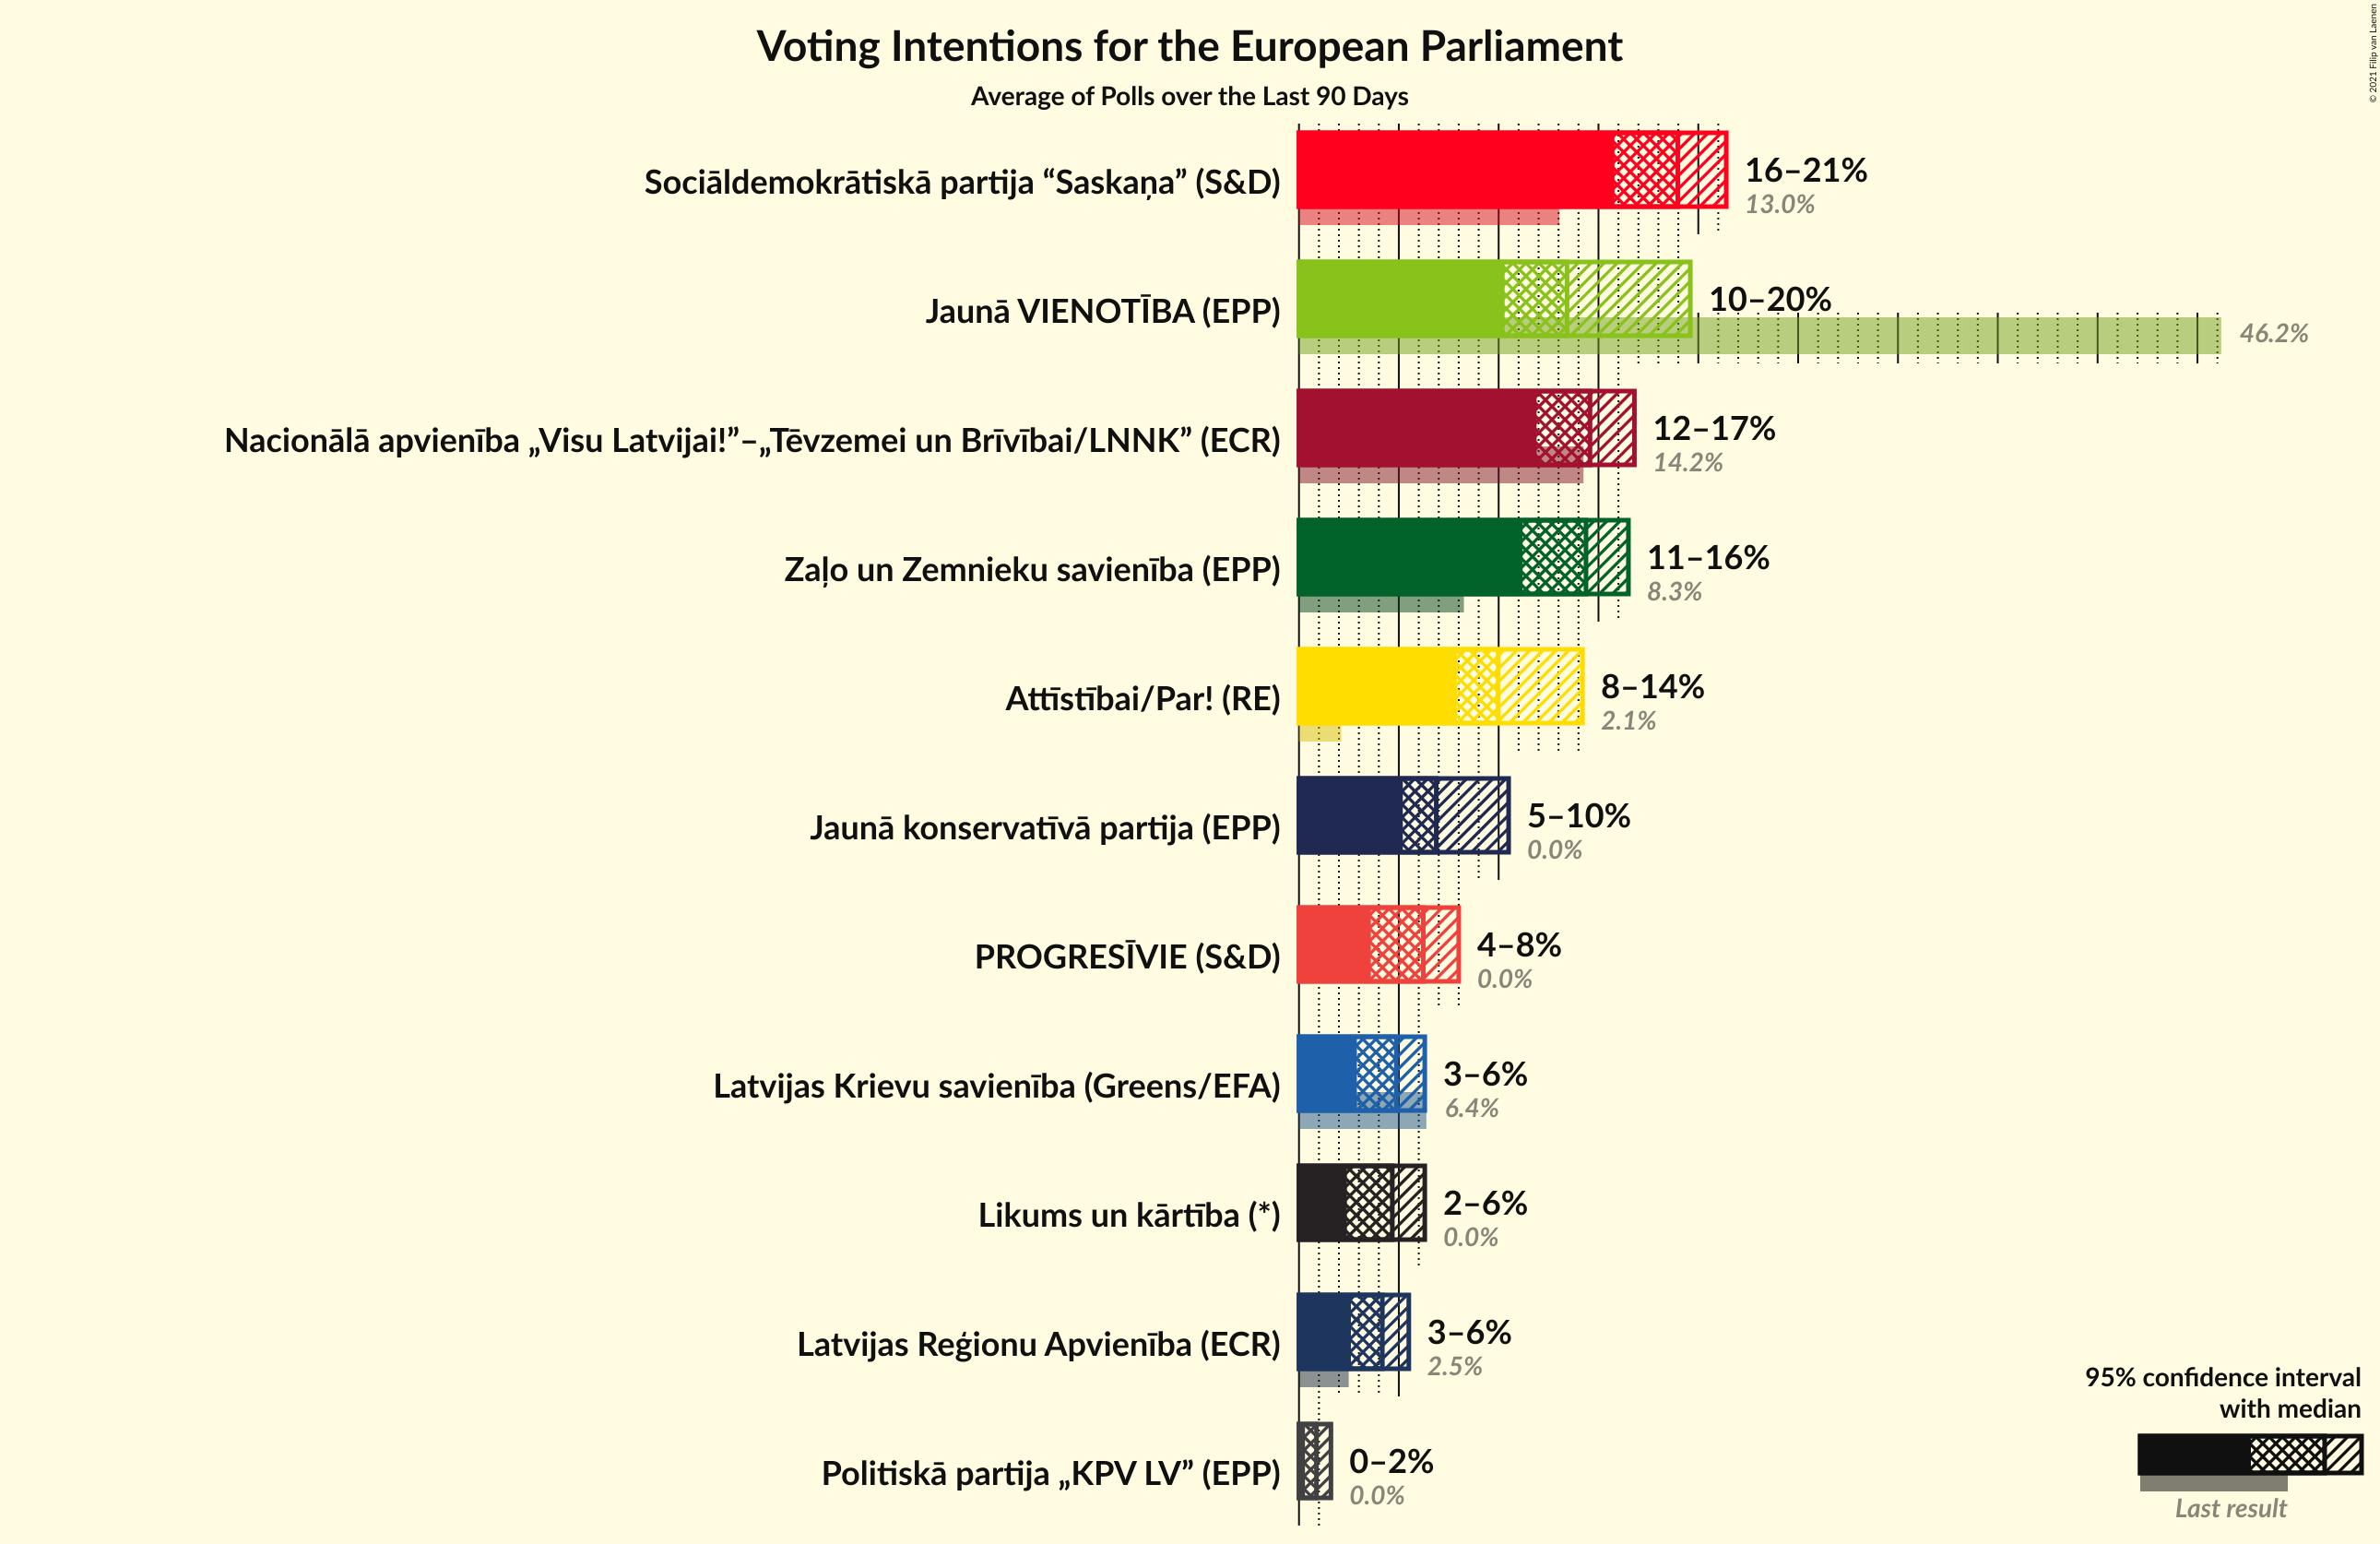 © 2021 Filip van Laenen
Voting Intentions for the European Parliament
Average of Polls over the Last 90 Days
Sociāldemokrātiskā partija “Saskaņa” (S&D)
16–21%
13.0%
Jaunā VIENOTĪBA (EPP)
10–20%
46.2%
Nacionālā apvienība „Visu Latvijai!”–„Tēvzemei un Brīvībai/LNNK” (ECR)
12–17%
14.2%
Zaļo un Zemnieku savienība (EPP)
11–16%
8.3%
Attīstībai/Par! (RE)
8–14%
2.1%
Jaunā konservatīvā partija (EPP)
5–10%
0.0%
PROGRESĪVIE (S&D)
4–8%
0.0%
Latvijas Krievu savienība (Greens/EFA)
3–6%
6.4%
Likums un kārtība (*)
2–6%
0.0%
Latvijas Reģionu Apvienība (ECR)
3–6%
2.5%
Politiskā partija „KPV LV” (EPP)
0–2%
0.0%
95% confidence interval
with median
Last result